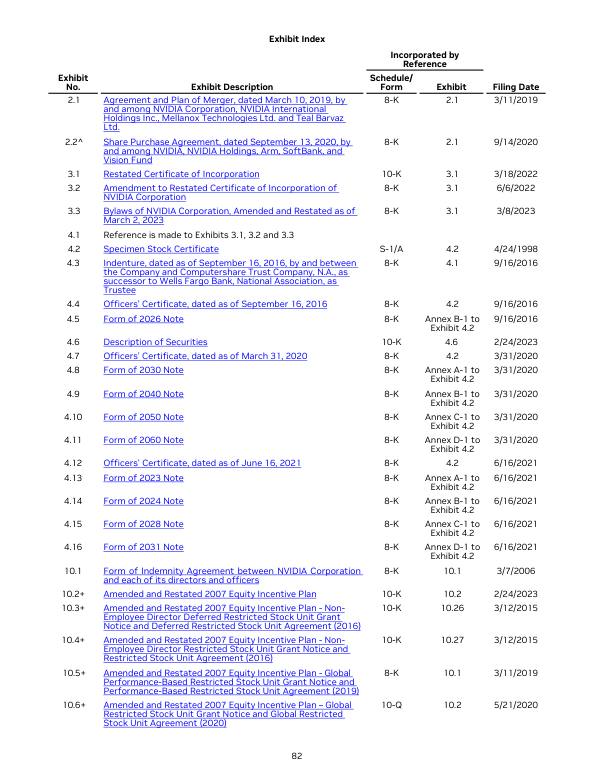 Exhibit Index
Incorporated by
Reference
Exhibit
No.
Exhibit Description
Schedule/
Form
Exhibit
Filing Date
2.1 Agreement and Plan of Merger, dated March 10, 2019, by 8-K 2.1 3/11/2019
and among NVIDIA Corporation, NVIDIA International
Holdings Inc., Mellanox Technologies Ltd. and Teal Barvaz
Ltd.
2.2^ Share Purchase Agreement, dated September 13, 2020, by 8-K 2.1 9/14/2020
and among NVIDIA, NVIDIA Holdings, Arm, SoftBank, and
Vision Fund
3.1 Restated Certificate of Incorporation 10-K 3.1 3/18/2022
3.2 Amendment to Restated Certificate of Incorporation of 8-K 3.1 6/6/2022
NVIDIA Corporation
3.3 Bylaws of NVIDIA Corporation, Amended and Restated as of 8-K 3.1 3/8/2023
March 2, 2023
4.1 Reference is made to Exhibits 3.1, 3.2 and 3.3
4.2 Specimen Stock Certificate S-1/A 4.2 4/24/1998
4.3 Indenture, dated as of September 16, 2016, by and between 8-K 4.1 9/16/2016
the Company and Computershare Trust Company, N.A., as
successor to Wells Fargo Bank, National Association, as
Trustee
4.4 Officers' Certificate, dated as of September 16, 2016 8-K 4.2 9/16/2016
4.5 Form of 2026 Note 8-K Annex B-1 to 9/16/2016
Exhibit 4.2
4.6 Description of Securities 10-K 4.6 2/24/2023
4.7 Officers' Certificate, dated as of March 31, 2020 8-K 4.2 3/31/2020
4.8 Form of 2030 Note 8-K Annex A-1 to 3/31/2020
Exhibit 4.2
4.9 Form of 2040 Note 8-K Annex B-1 to 3/31/2020
Exhibit 4.2
4.10 Form of 2050 Note 8-K Annex C-1 to 3/31/2020
Exhibit 4.2
4.11 Form of 2060 Note 8-K Annex D-1 to 3/31/2020
Exhibit 4.2
4.12 Officers' Certificate, dated as of June 16, 2021 8-K 4.2 6/16/2021
4.13 Form of 2023 Note 8-K Annex A-1 to 6/16/2021
Exhibit 4.2
4.14 Form of 2024 Note 8-K Annex B-1 to 6/16/2021
Exhibit 4.2
4.15 Form of 2028 Note 8-K Annex C-1 to 6/16/2021
Exhibit 4.2
4.16 Form of 2031 Note 8-K Annex D-1 to 6/16/2021
Exhibit 4.2
10.1 Form of Indemnity Agreement between NVIDIA Corporation 8-K 10.1 3/7/2006
and each of its directors and officers
10.2+ Amended and Restated 2007 Equity Incentive Plan 10-K 10.2 2/24/2023
10.3+ Amended and Restated 2007 Equity Incentive Plan - Non- 10-K 10.26 3/12/2015
Employee Director Deferred Restricted Stock Unit Grant
Notice and Deferred Restricted Stock Unit Agreement (2016)
10.4+ Amended and Restated 2007 Equity Incentive Plan - Non- 10-K 10.27 3/12/2015
Employee Director Restricted Stock Unit Grant Notice and
Restricted Stock Unit Agreement (2016)
10.5+ Amended and Restated 2007 Equity Incentive Plan - Global 8-K 10.1 3/11/2019
Performance-Based Restricted Stock Unit Grant Notice and
Performance-Based Restricted Stock Unit Agreement (2019)
10.6+ Amended and Restated 2007 Equity Incentive Plan – Global 10-Q 10.2 5/21/2020
Restricted Stock Unit Grant Notice and Global Restricted
Stock Unit Agreement (2020)
82